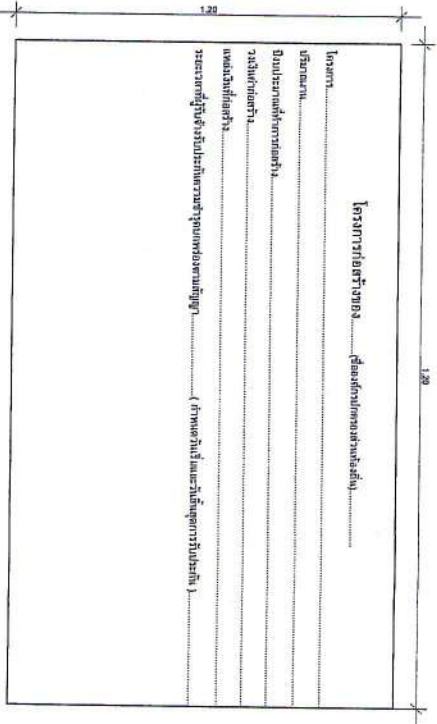 1.20
1.20
โครงการก่อสร้างของ..........(ชื่อองค์กรปกครองส่วนท้องถิ่น)....................
โครงการ........................................................................
ปริมาณงาน........................................................................
ปีงบประมาณที่ทำการก่อสร้าง........................................................................
วงเงินค่าก่อสร้าง........................................................................
แหล่งเงินที่ก่อสร้าง........................................................................
ระยะเวลาที่ผู้รับจ้างรับประกันความชำรุดบกพร่องตามสัญญา....................( กำหนดวันเริ่มและวันสิ้นสุดการรับประกัน )....................